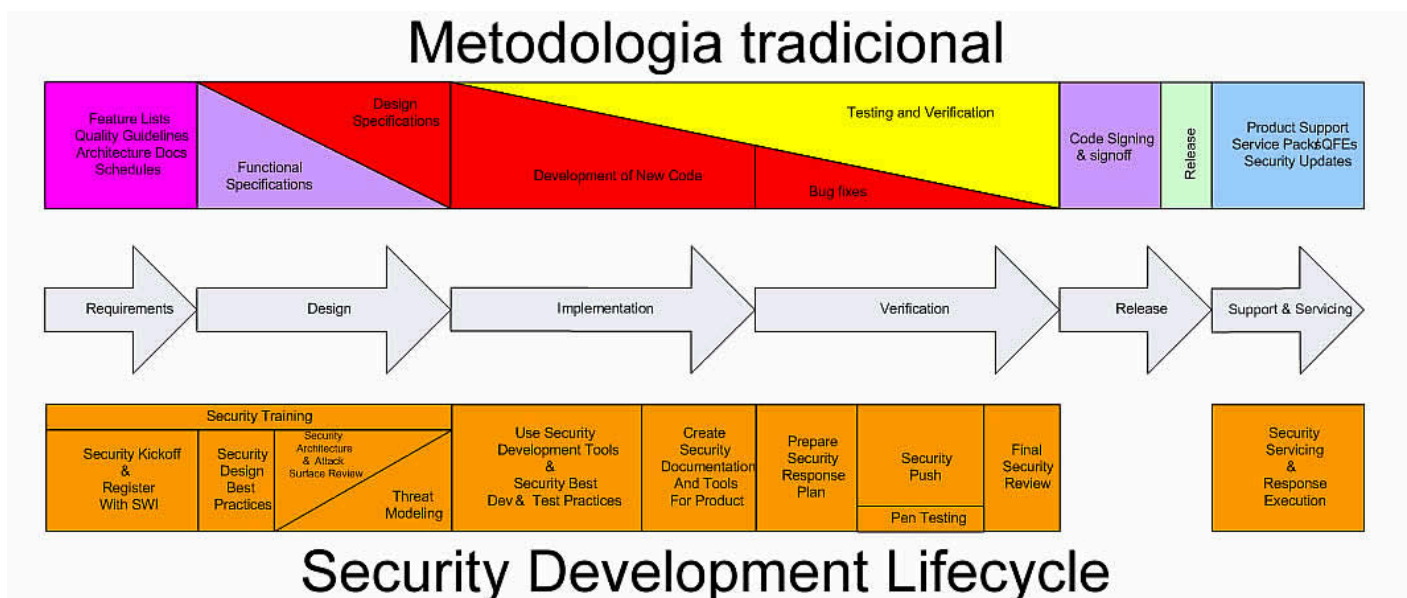 Metodologia tradicional
Feature Lists
Quality Guidelines
Architecture Docs
Schedules
Functional
Specifications
Design
Specifications
Development of New Code
Bug fixes
Testing and Verification
Code Signing
& signoff
Release
Product Support
Service Packs/QFEs
Security Updates
Requirements
Design
Implementation
Verification
Release
Support & Servicing
Security Training
Security Kickoff
&
Register
With SWI
Security
Design
Best
Practices
Security
Architecture
& Attack
Surface Review
Threat
Modeling
Use Security
Development Tools
&
Security Best
Dev & Test Practices
Create
Security
Documentation
And Tools
For Product
Prepare
Security
Response
Plan
Security
Push
Pen Testing
Final
Security
Review
Security
Servicing
&
Response
Execution
Security Development Lifecycle